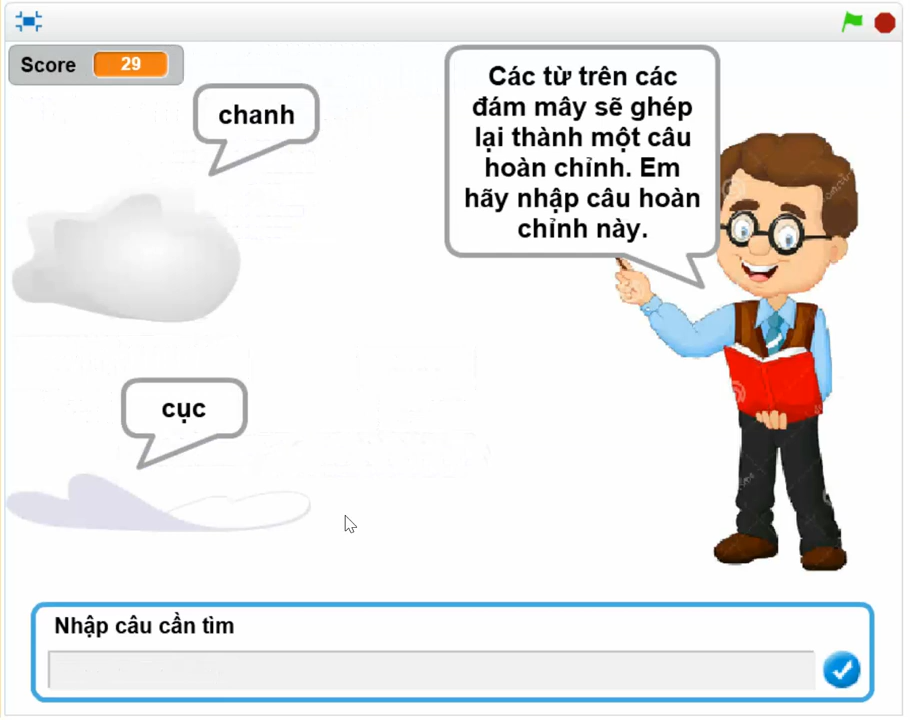 Score 29
chanh
Các từ trên các
đám mây sẽ ghép
lại thành một câu
hoàn chỉnh. Em
hãy nhập câu hoàn
chỉnh này.
cục
Nhập câu cần tìm